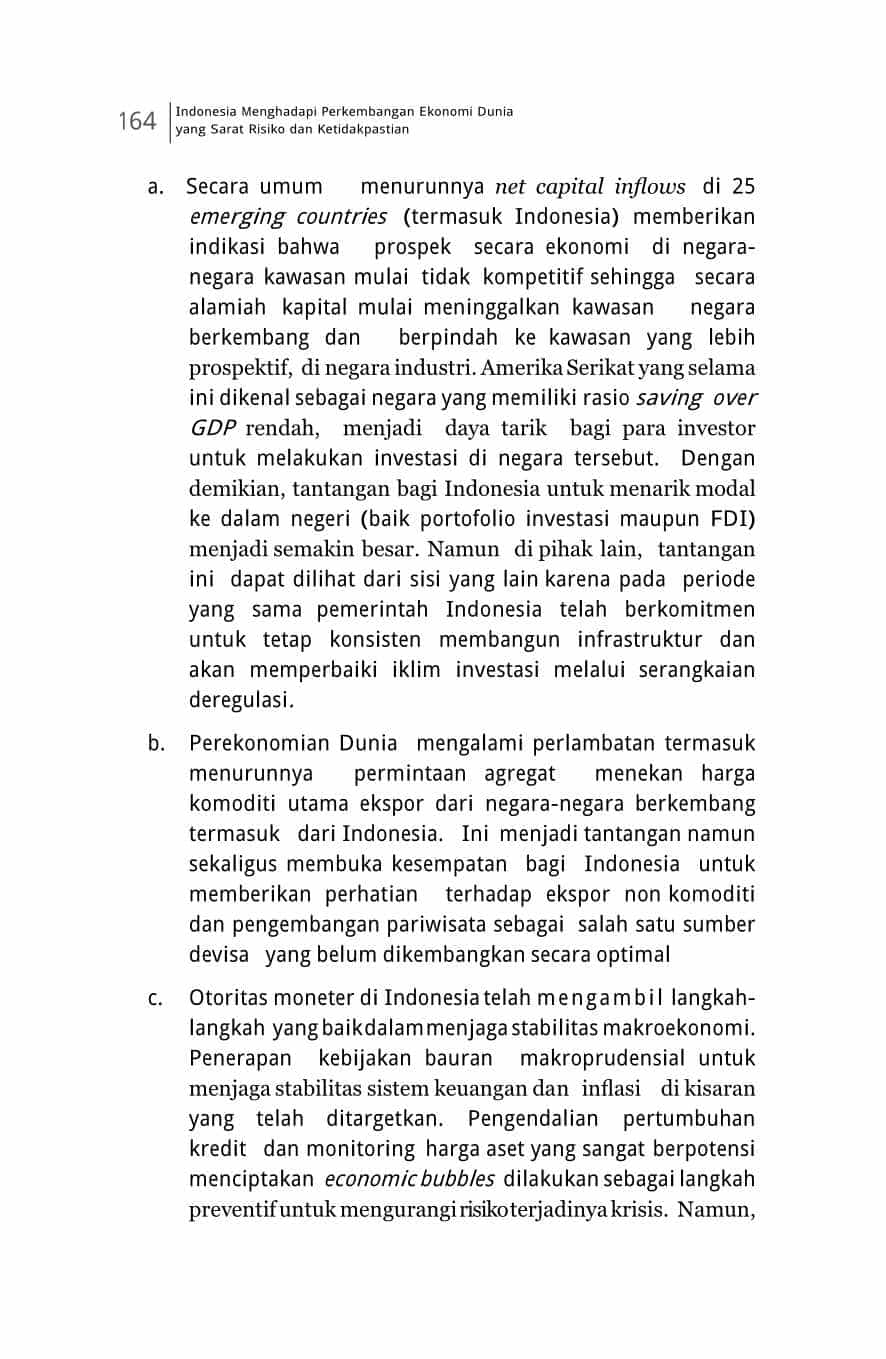 164
Indonesia Menghadapi Perkembangan Ekonomi Dunia
yang Sarat Risiko dan Ketidakpastian
a. Secara umum menurunnya net capital inflows di 25
emerging countries (termasuk Indonesia) memberikan
indikasi bahwa prospek secara ekonomi di negara-
negara kawasan mulai tidak kompetitif sehingga secara
alamiah kapital mulai meninggalkan kawasan negara
berkembang dan berpindah ke kawasan yang lebih
prospektif, di negara industri. Amerika Serikat yang selama
ini dikenal sebagai negara yang memiliki rasio saving over
GDP rendah, menjadi daya tarik bagi para investor
untuk melakukan investasi di negara tersebut. Dengan
demikian, tantangan bagi Indonesia untuk menarik modal
ke dalam negeri (baik portofolio investasi maupun FDI)
menjadi semakin besar. Namun di pihak lain, tantangan
ini dapat dilihat dari sisi yang lain karena pada periode
yang sama pemerintah Indonesia telah berkomitmen
untuk tetap konsisten membangun infrastruktur dan
akan memperbaiki iklim investasi melalui serangkaian
deregulasi.
b. Perekonomian Dunia mengalami perlambatan termasuk
menurunnya permintaan agregat menekan harga
komoditi utama ekspor dari negara-negara berkembang
termasuk dari Indonesia. Ini menjadi tantangan namun
sekaligus membuka kesempatan bagi Indonesia untuk
memberikan perhatian terhadap ekspor non komoditi
dan pengembangan pariwisata sebagai salah satu sumber
devisa yang belum dikembangkan secara optimal
c. Otoritas moneter di Indonesia telah mengambil langkah-
langkah yang baik dalam menjaga stabilitas makroekonomi.
Penerapan kebijakan bauran makroprudensial untuk
menjaga stabilitas sistem keuangan dan inflasi di kisaran
yang telah ditargetkan. Pengendalian pertumbuhan
kredit dan monitoring harga aset yang sangat berpotensi
menciptakan economic bubbles dilakukan sebagai langkah
preventif untuk mengurangi risiko terjadinya krisis. Namun,